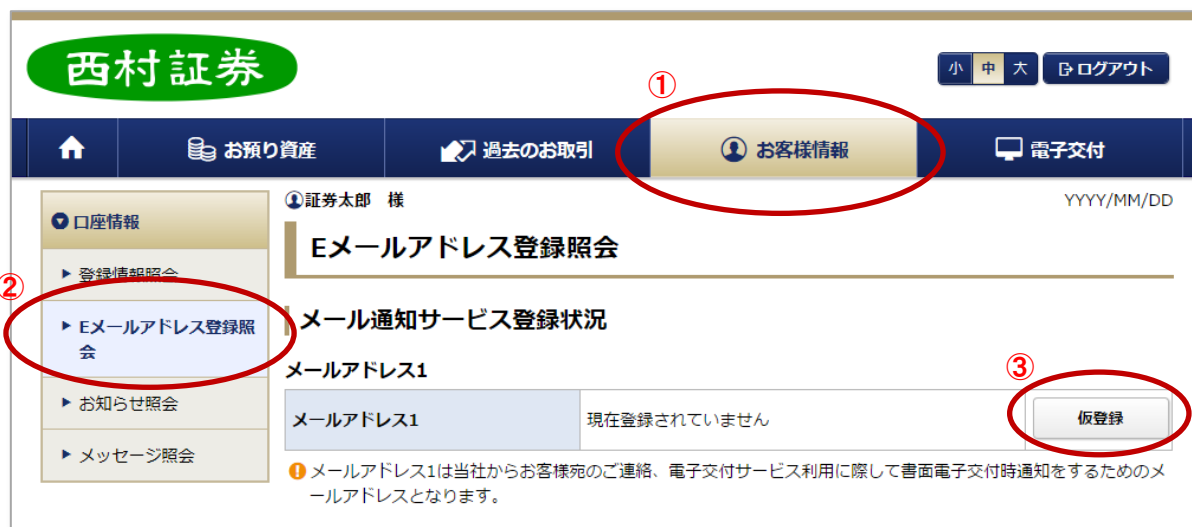 西村証券
小 中 大 ログアウト
①
お預り資産 過去のお取引 お客様情報 電子交付
証券太郎 様 YYYY/MM/DD
口座情報
Eメールアドレス登録照会
登録情報照会
②
Eメールアドレス登録照
会
メール通知サービス登録状況
メールアドレス1
③
お知らせ照会
メールアドレス1 現在登録されていません 仮登録
メッセージ照会
メールアドレス1は当社からお客様宛のご連絡、電子交付サービス利用に際して書面電子交付時通知をするためのメ
ールアドレスとなります。